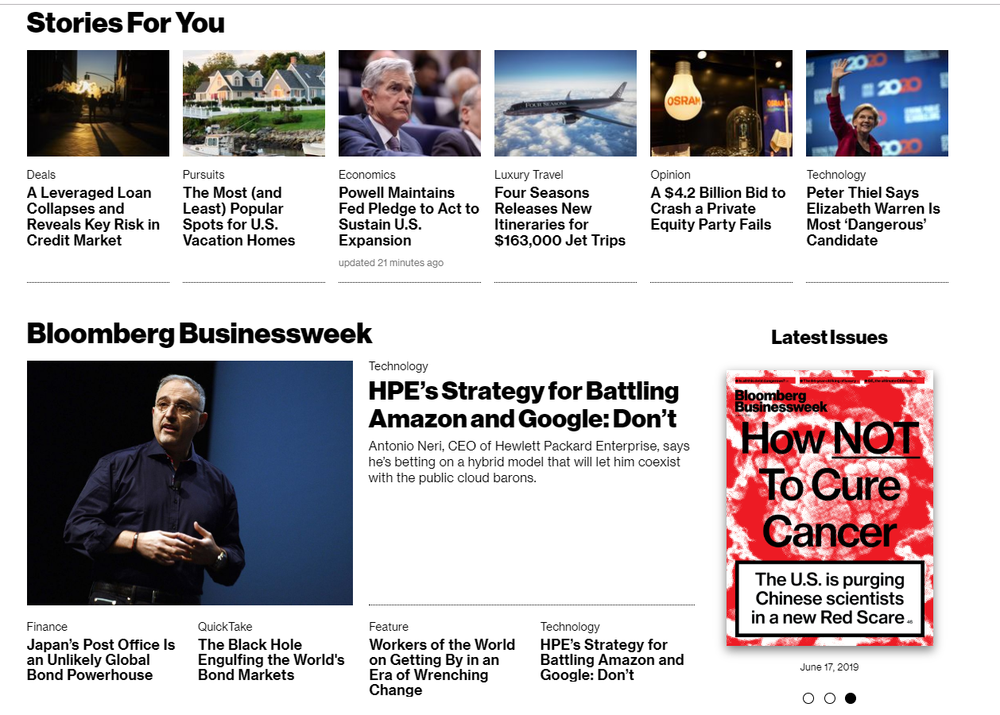 Stories For You
FOUR SEASONS
OSRAM
OSRAM
2020
2020
2020
Deals
A Leveraged Loan
Collapses and
Reveals Key Risk in
Credit Market
Pursuits
The Most (and
Least) Popular
Spots for U.S.
Vacation Homes
Economics
Powell Maintains
Fed Pledge to Act to
Sustain U.S.
Expansion
updated 21 minutes ago
Luxury Travel
Four Seasons
Releases New
Itineraries for
$163,000 Jet Trips
Opinion
A $4.2 Billion Bid to
Crash a Private
Equity Party Fails
Technology
Peter Thiel Says
Elizabeth Warren Is
Most ‘Dangerous’
Candidate
Bloomberg Businessweek
Technology
HPE’s Strategy for Battling
Amazon and Google: Don’t
Antonio Neri, CEO of Hewlett Packard Enterprise, says
he’s betting on a hybrid model that will let him coexist
with the public cloud barons.
Finance
Japan’s Post Office Is
an Unlikely Global
Bond Powerhouse
QuickTake
The Black Hole
Engulfing the World's
Bond Markets
Feature
Workers of the World
on Getting By in an
Era of Wrenching
Change
Technology
HPE’s Strategy for
Battling Amazon and
Google: Don’t
Latest Issues
Bloomberg
Businessweek
How NOT
To Cure
Cancer
The U.S. is purging
Chinese scientists
in a new Red Scare
June 17, 2019